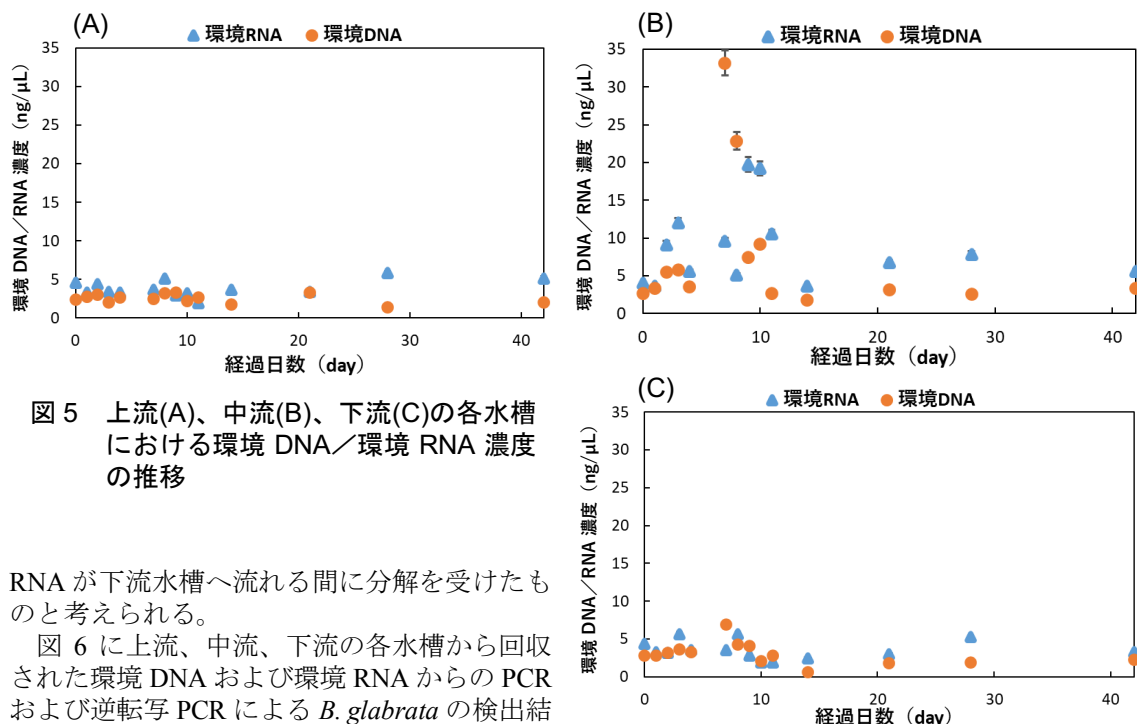 (A)
環境RNA 環境DNA
環境 DNA/RNA 濃度 (ng/μL)
35
30
25
20
15
10
5
0
0 10 20 30 40
経過日数 (day)
図 5 上流(A)、中流(B)、下流(C)の各水槽
における環境 DNA/環境 RNA 濃度
の推移
RNA が下流水槽へ流れる間に分解を受けたも
のと考えられる。
図 6 に上流、中流、下流の各水槽から回収
された環境 DNA および環境 RNA からの PCR
および逆転写 PCR による B. glabrata の検出結
(B)
環境RNA 環境DNA
環境 DNA/RNA 濃度 (ng/μL)
35
30
25
20
15
10
5
0
0 10 20 30 40
経過日数 (day)
(C)
環境RNA 環境DNA
環境 DNA/RNA 濃度 (ng/μL)
35
30
25
20
15
10
5
0
0 10 20 30 40
経過日数 (day)